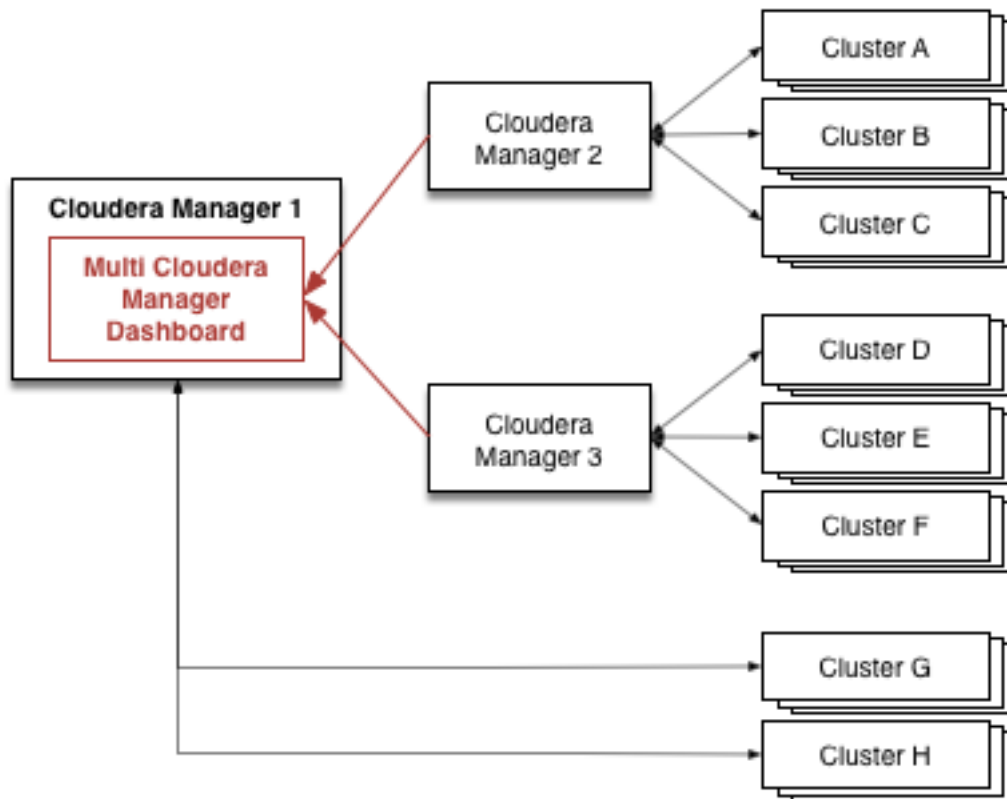 Cluster A
Cloudera
Manager 2
Cluster B
Cluster C
Cloudera Manager 1
Multi Cloudera
Manager
Dashboard
Cluster D
Cloudera
Manager 3
Cluster E
Cluster F
Cluster G
Cluster H